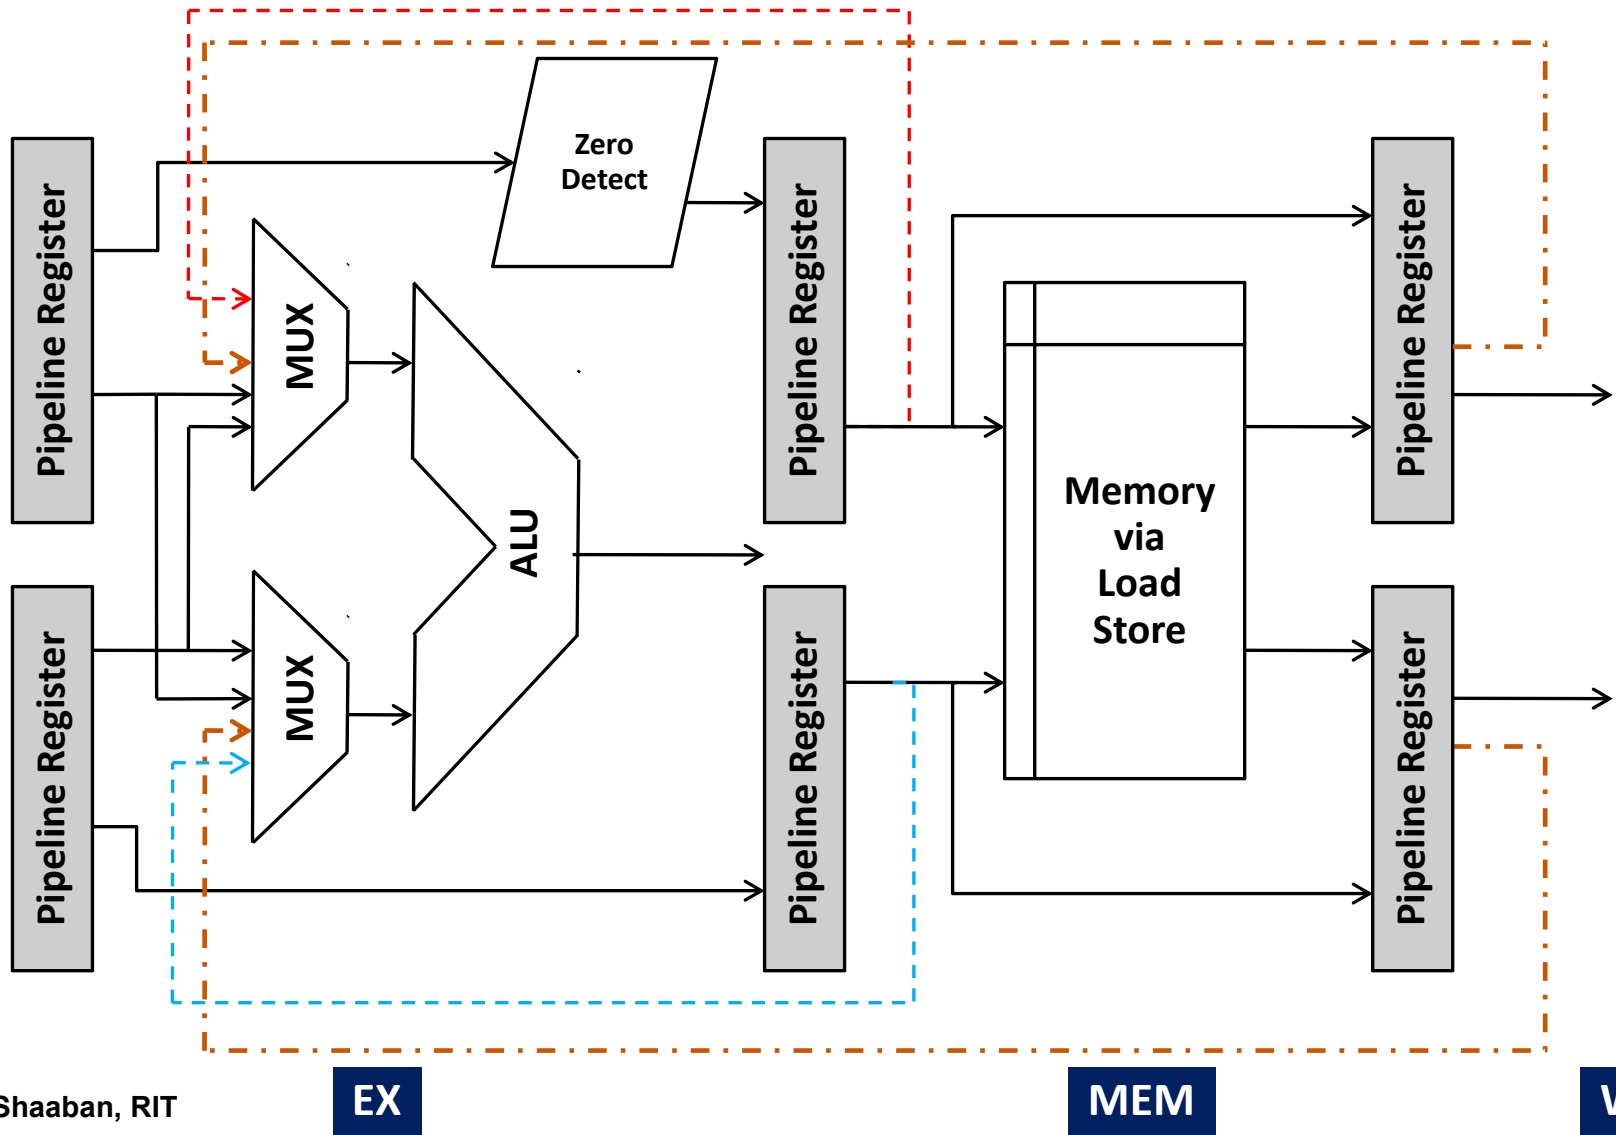 Zero
Detect
Pipeline Register
Pipeline Register
Pipeline Register
MUX
ALU
MUX
Memory
via
Load
Store
Pipeline Register
Pipeline Register
Pipeline Register
Shaaban, RIT
EX
MEM
W